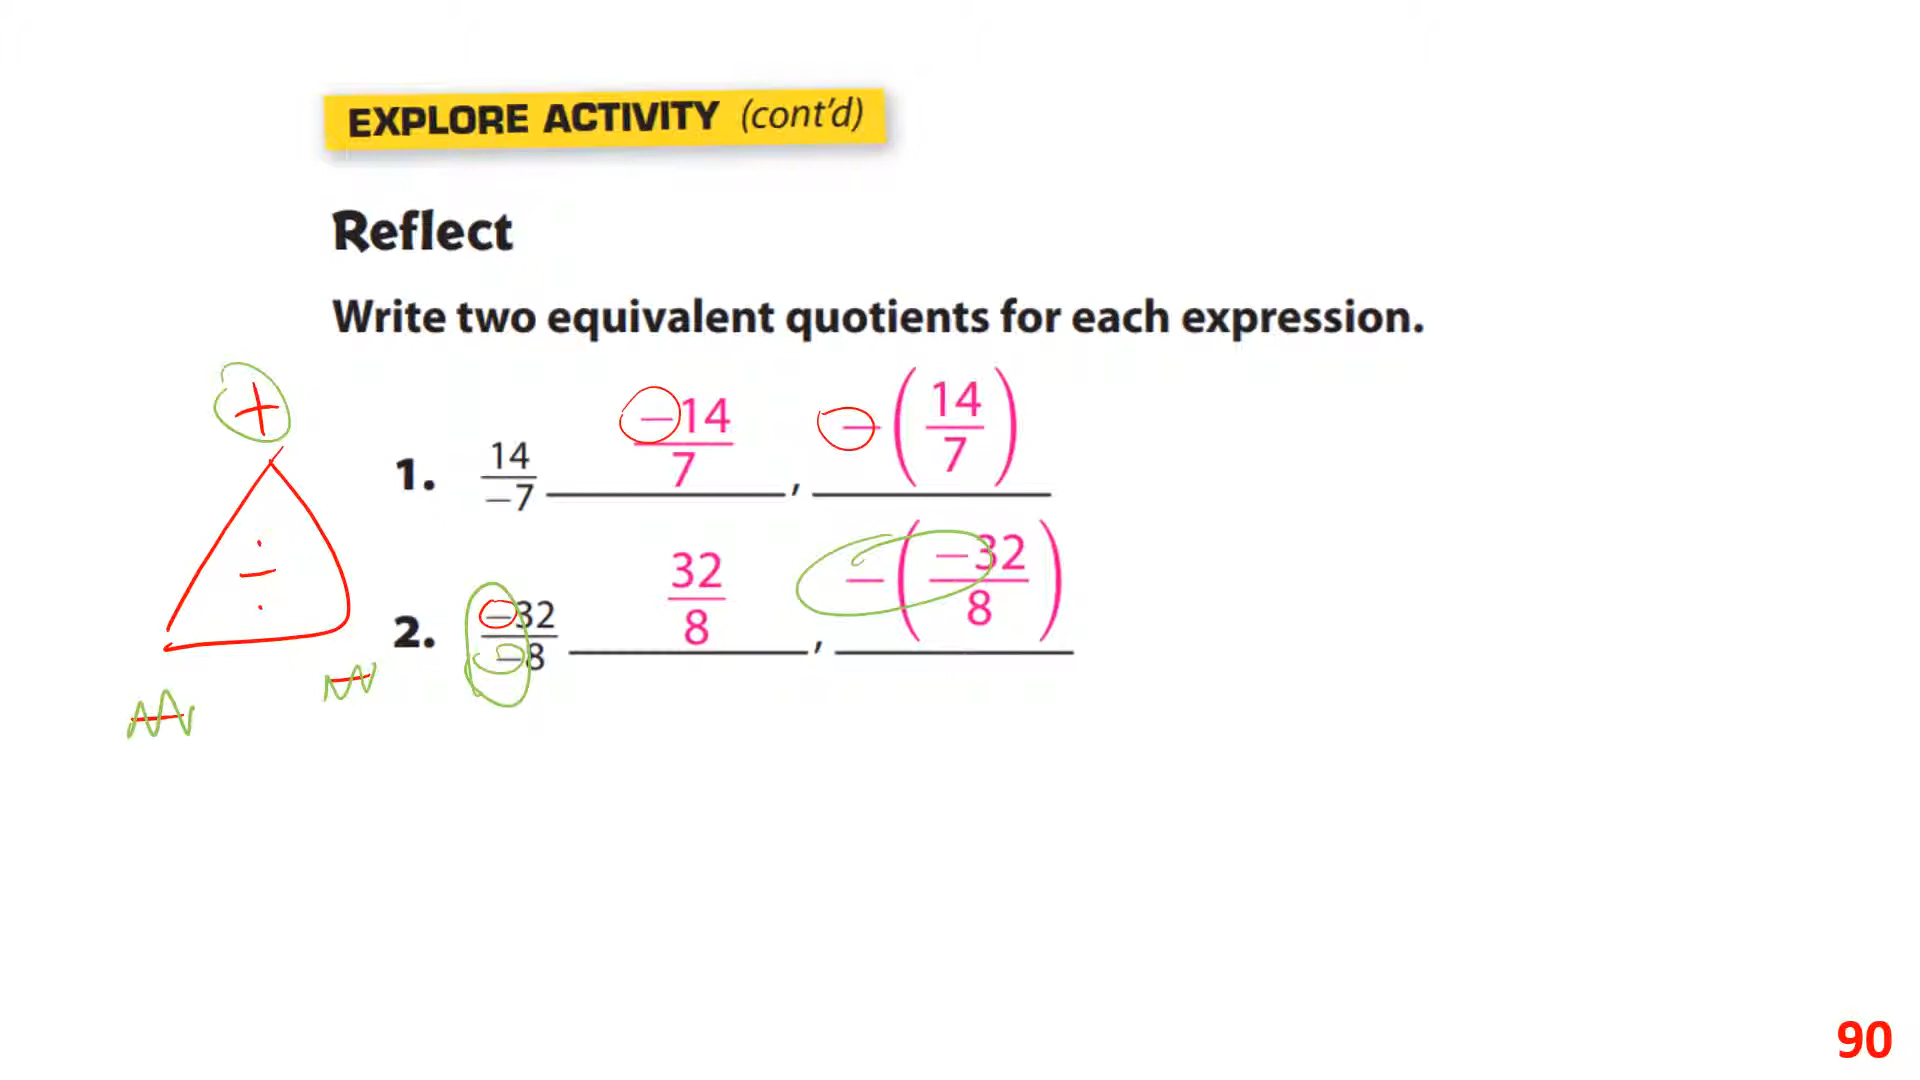 EXPLORE ACTIVITY (cont'd)
Reflect
Write two equivalent quotients for each expression.
+
÷
− −
1. 14/−7 −14/7 , −(14/7)
2. −32/−8 32/8 , −(−32/8)
90